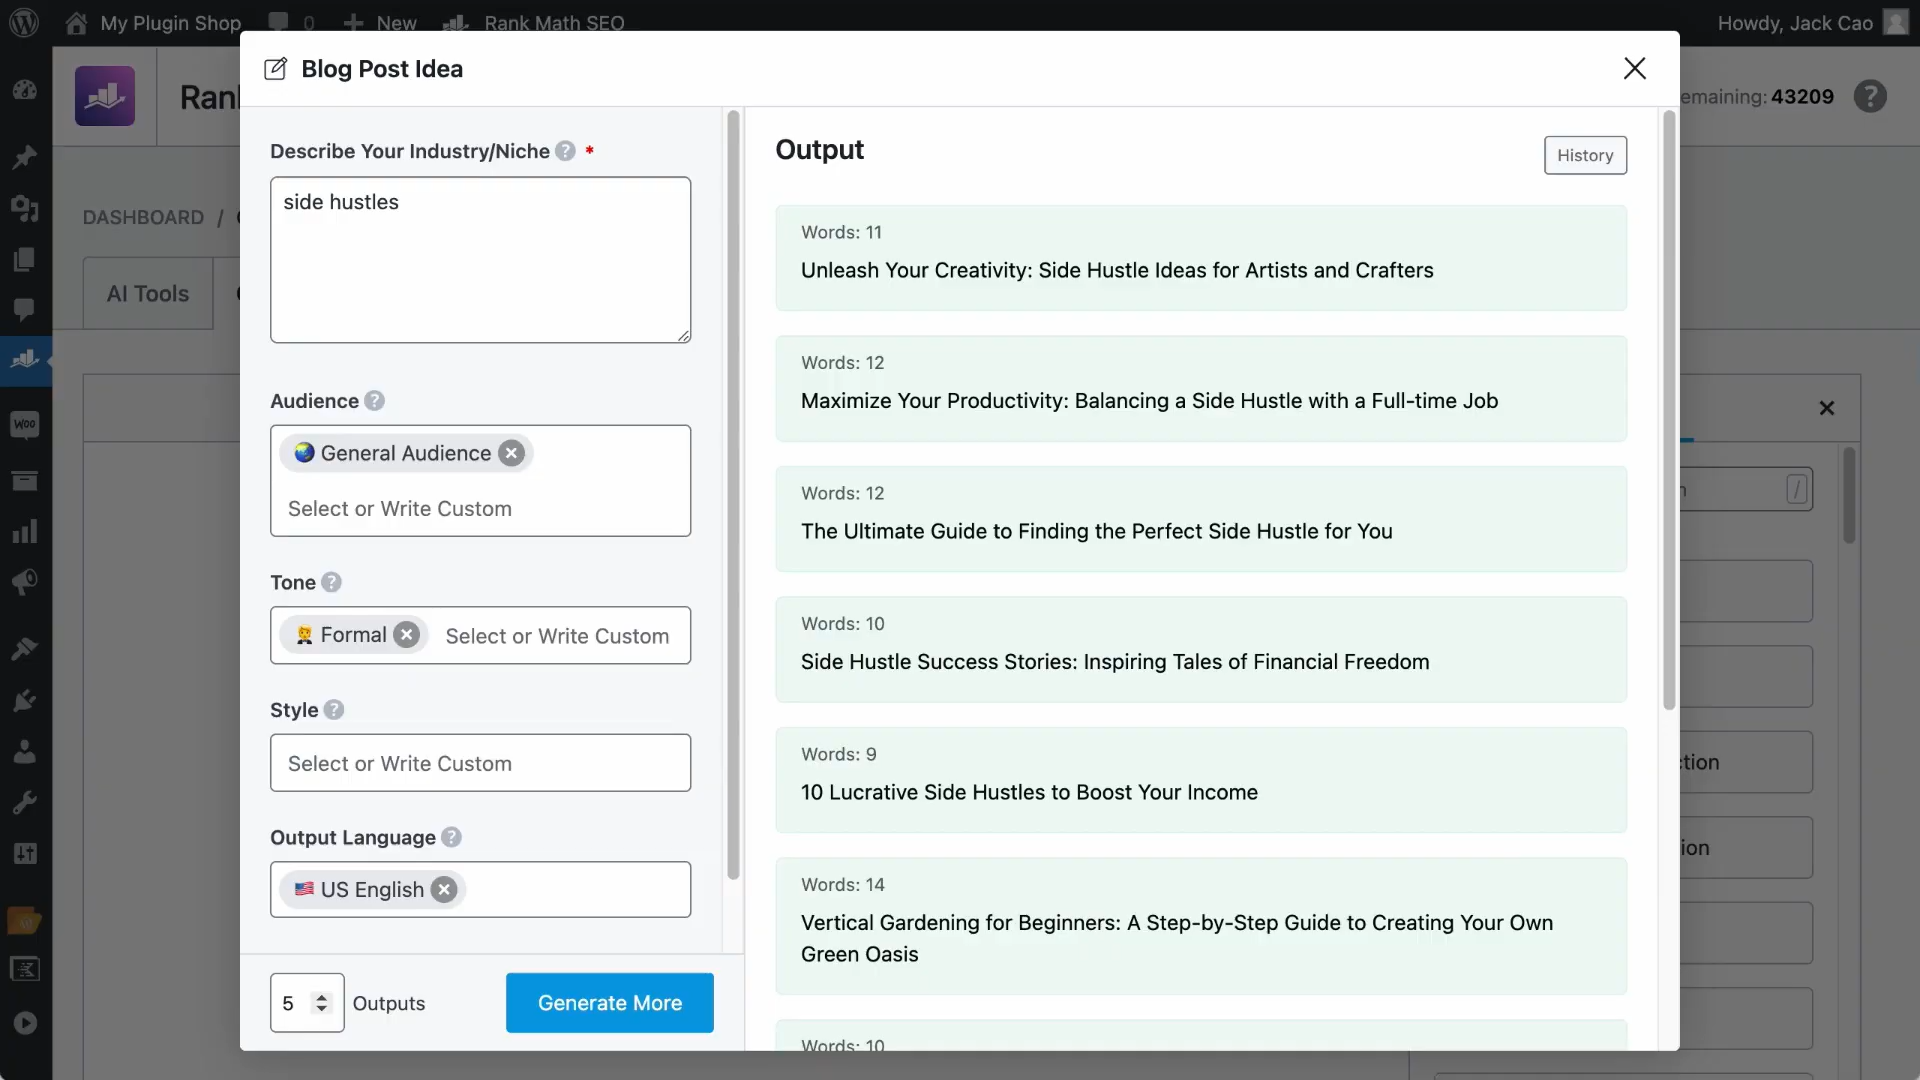 My Plugin Shop
0
New
Rank Math SEO
Howdy, Jack Cao
Blog Post Idea
43209
?
Describe Your Industry/Niche ? *
side hustles
DASHBOARD /
AI Tools
Audience ?
General Audience
Select or Write Custom
Tone ?
Formal
Select or Write Custom
Style ?
Select or Write Custom
Output Language ?
US English
5
Outputs
Generate More
Output
History
Words: 11
Unleash Your Creativity: Side Hustle Ideas for Artists and Crafters
Words: 12
Maximize Your Productivity: Balancing a Side Hustle with a Full-time Job
Words: 12
The Ultimate Guide to Finding the Perfect Side Hustle for You
Words: 10
Side Hustle Success Stories: Inspiring Tales of Financial Freedom
Words: 9
10 Lucrative Side Hustles to Boost Your Income
Words: 14
Vertical Gardening for Beginners: A Step-by-Step Guide to Creating Your Own
Green Oasis
Words: 10
/
Woo